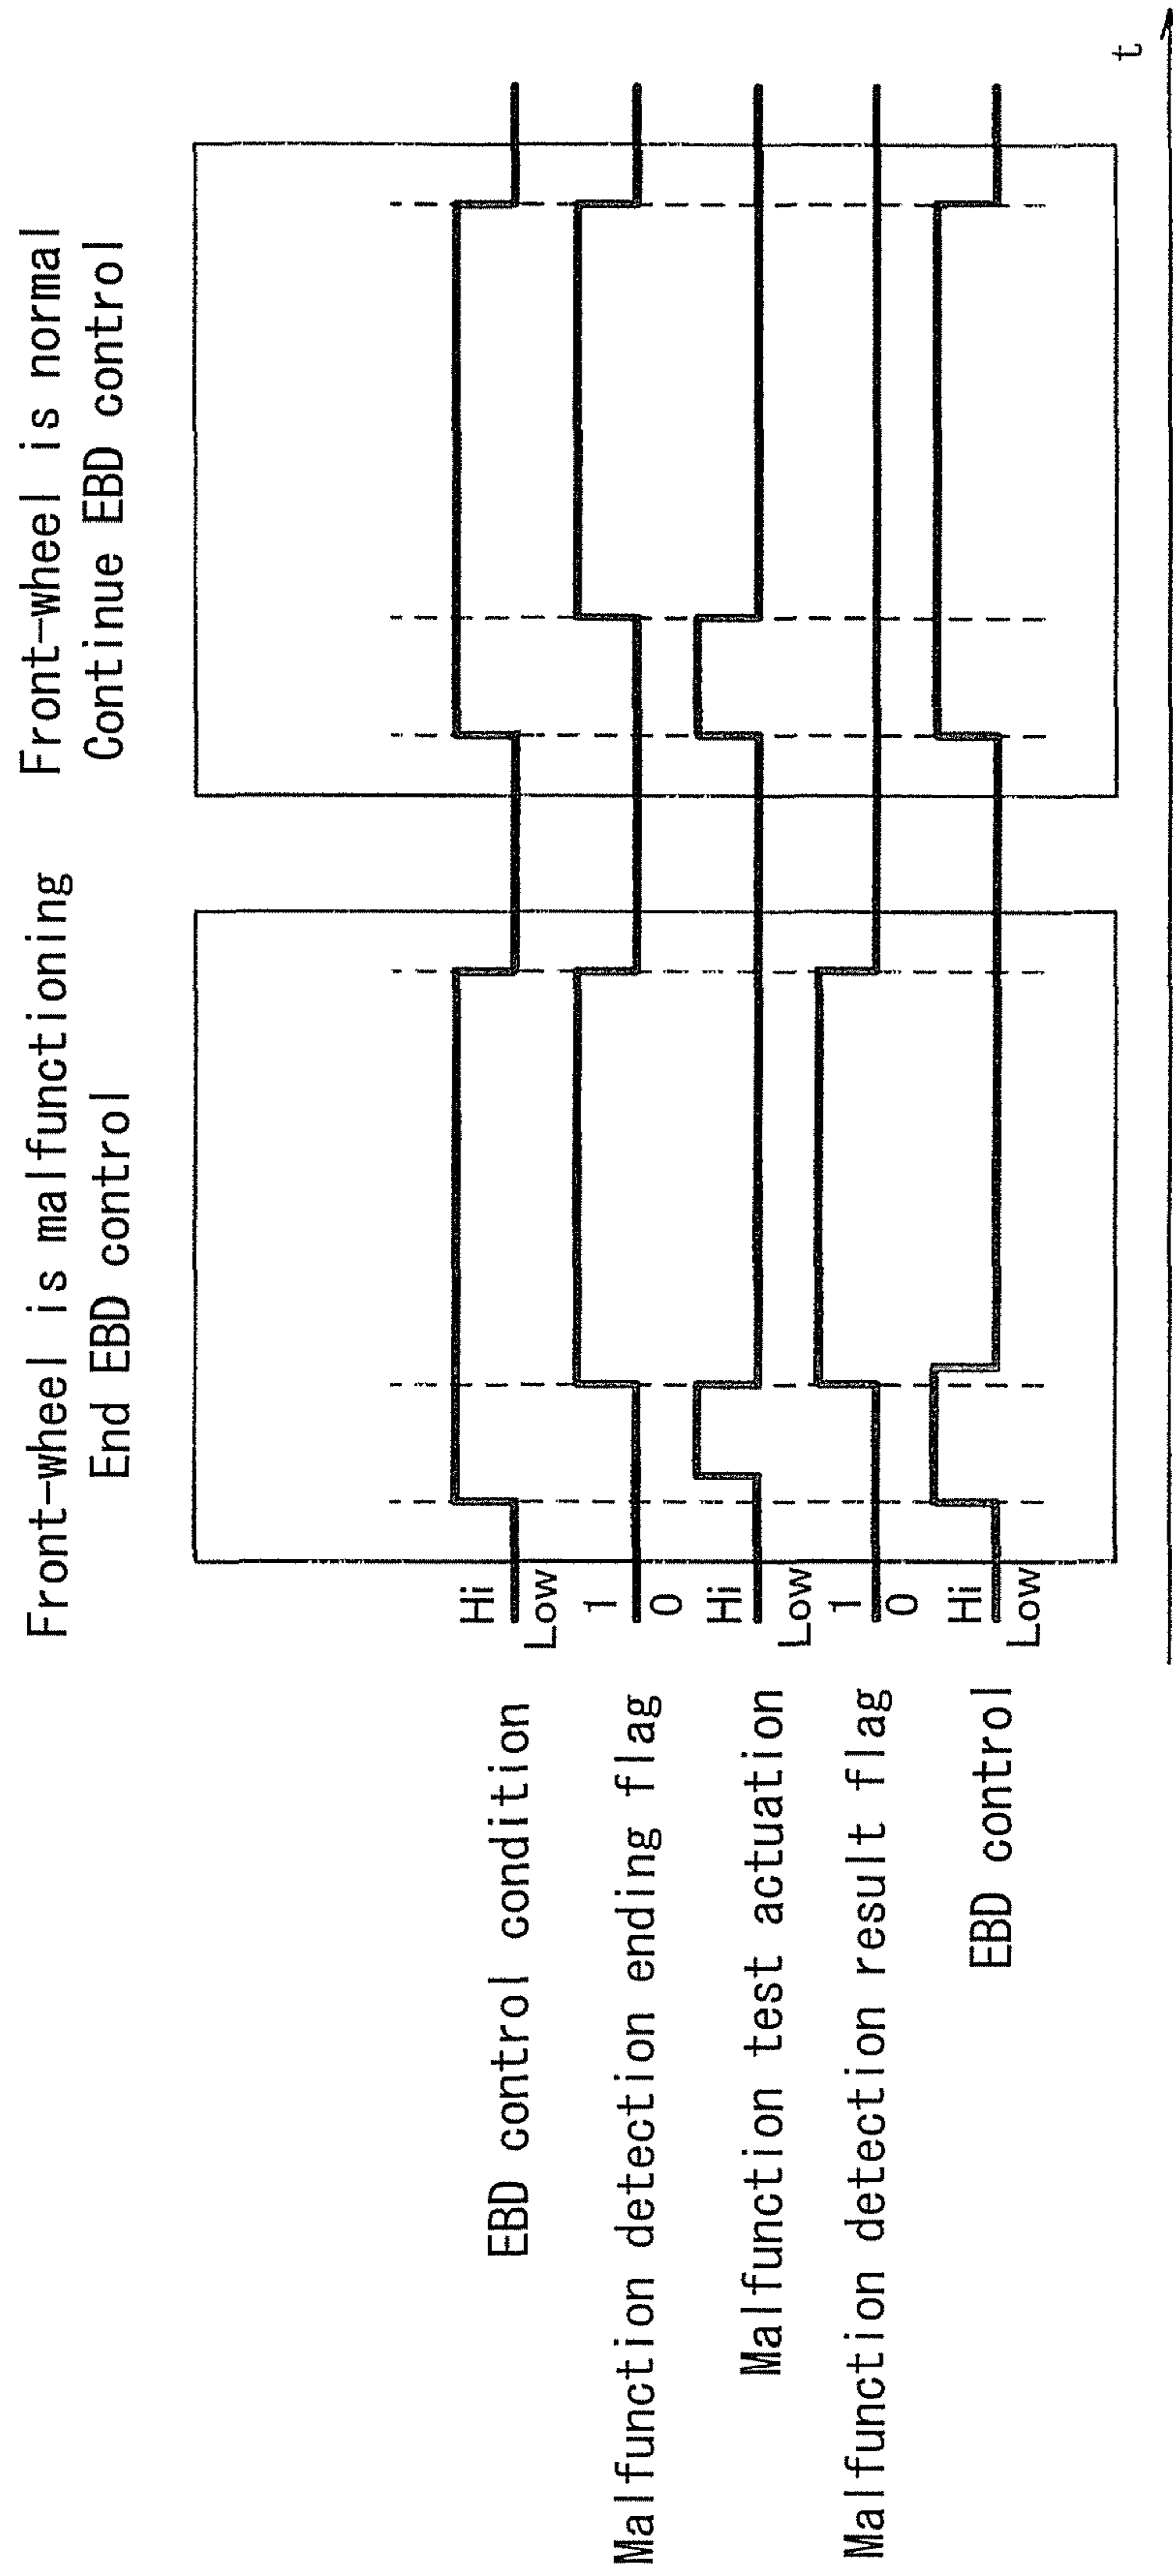 Front-wheel is malfunctioning
End EBD control
Front-wheel is normal
Continue EBD control
EBD control condition
Hi
Low
Malfunction detection ending flag
1
0
Malfunction test actuation
Hi
Low
Malfunction detection result flag
1
0
EBD control
Hi
Low
t